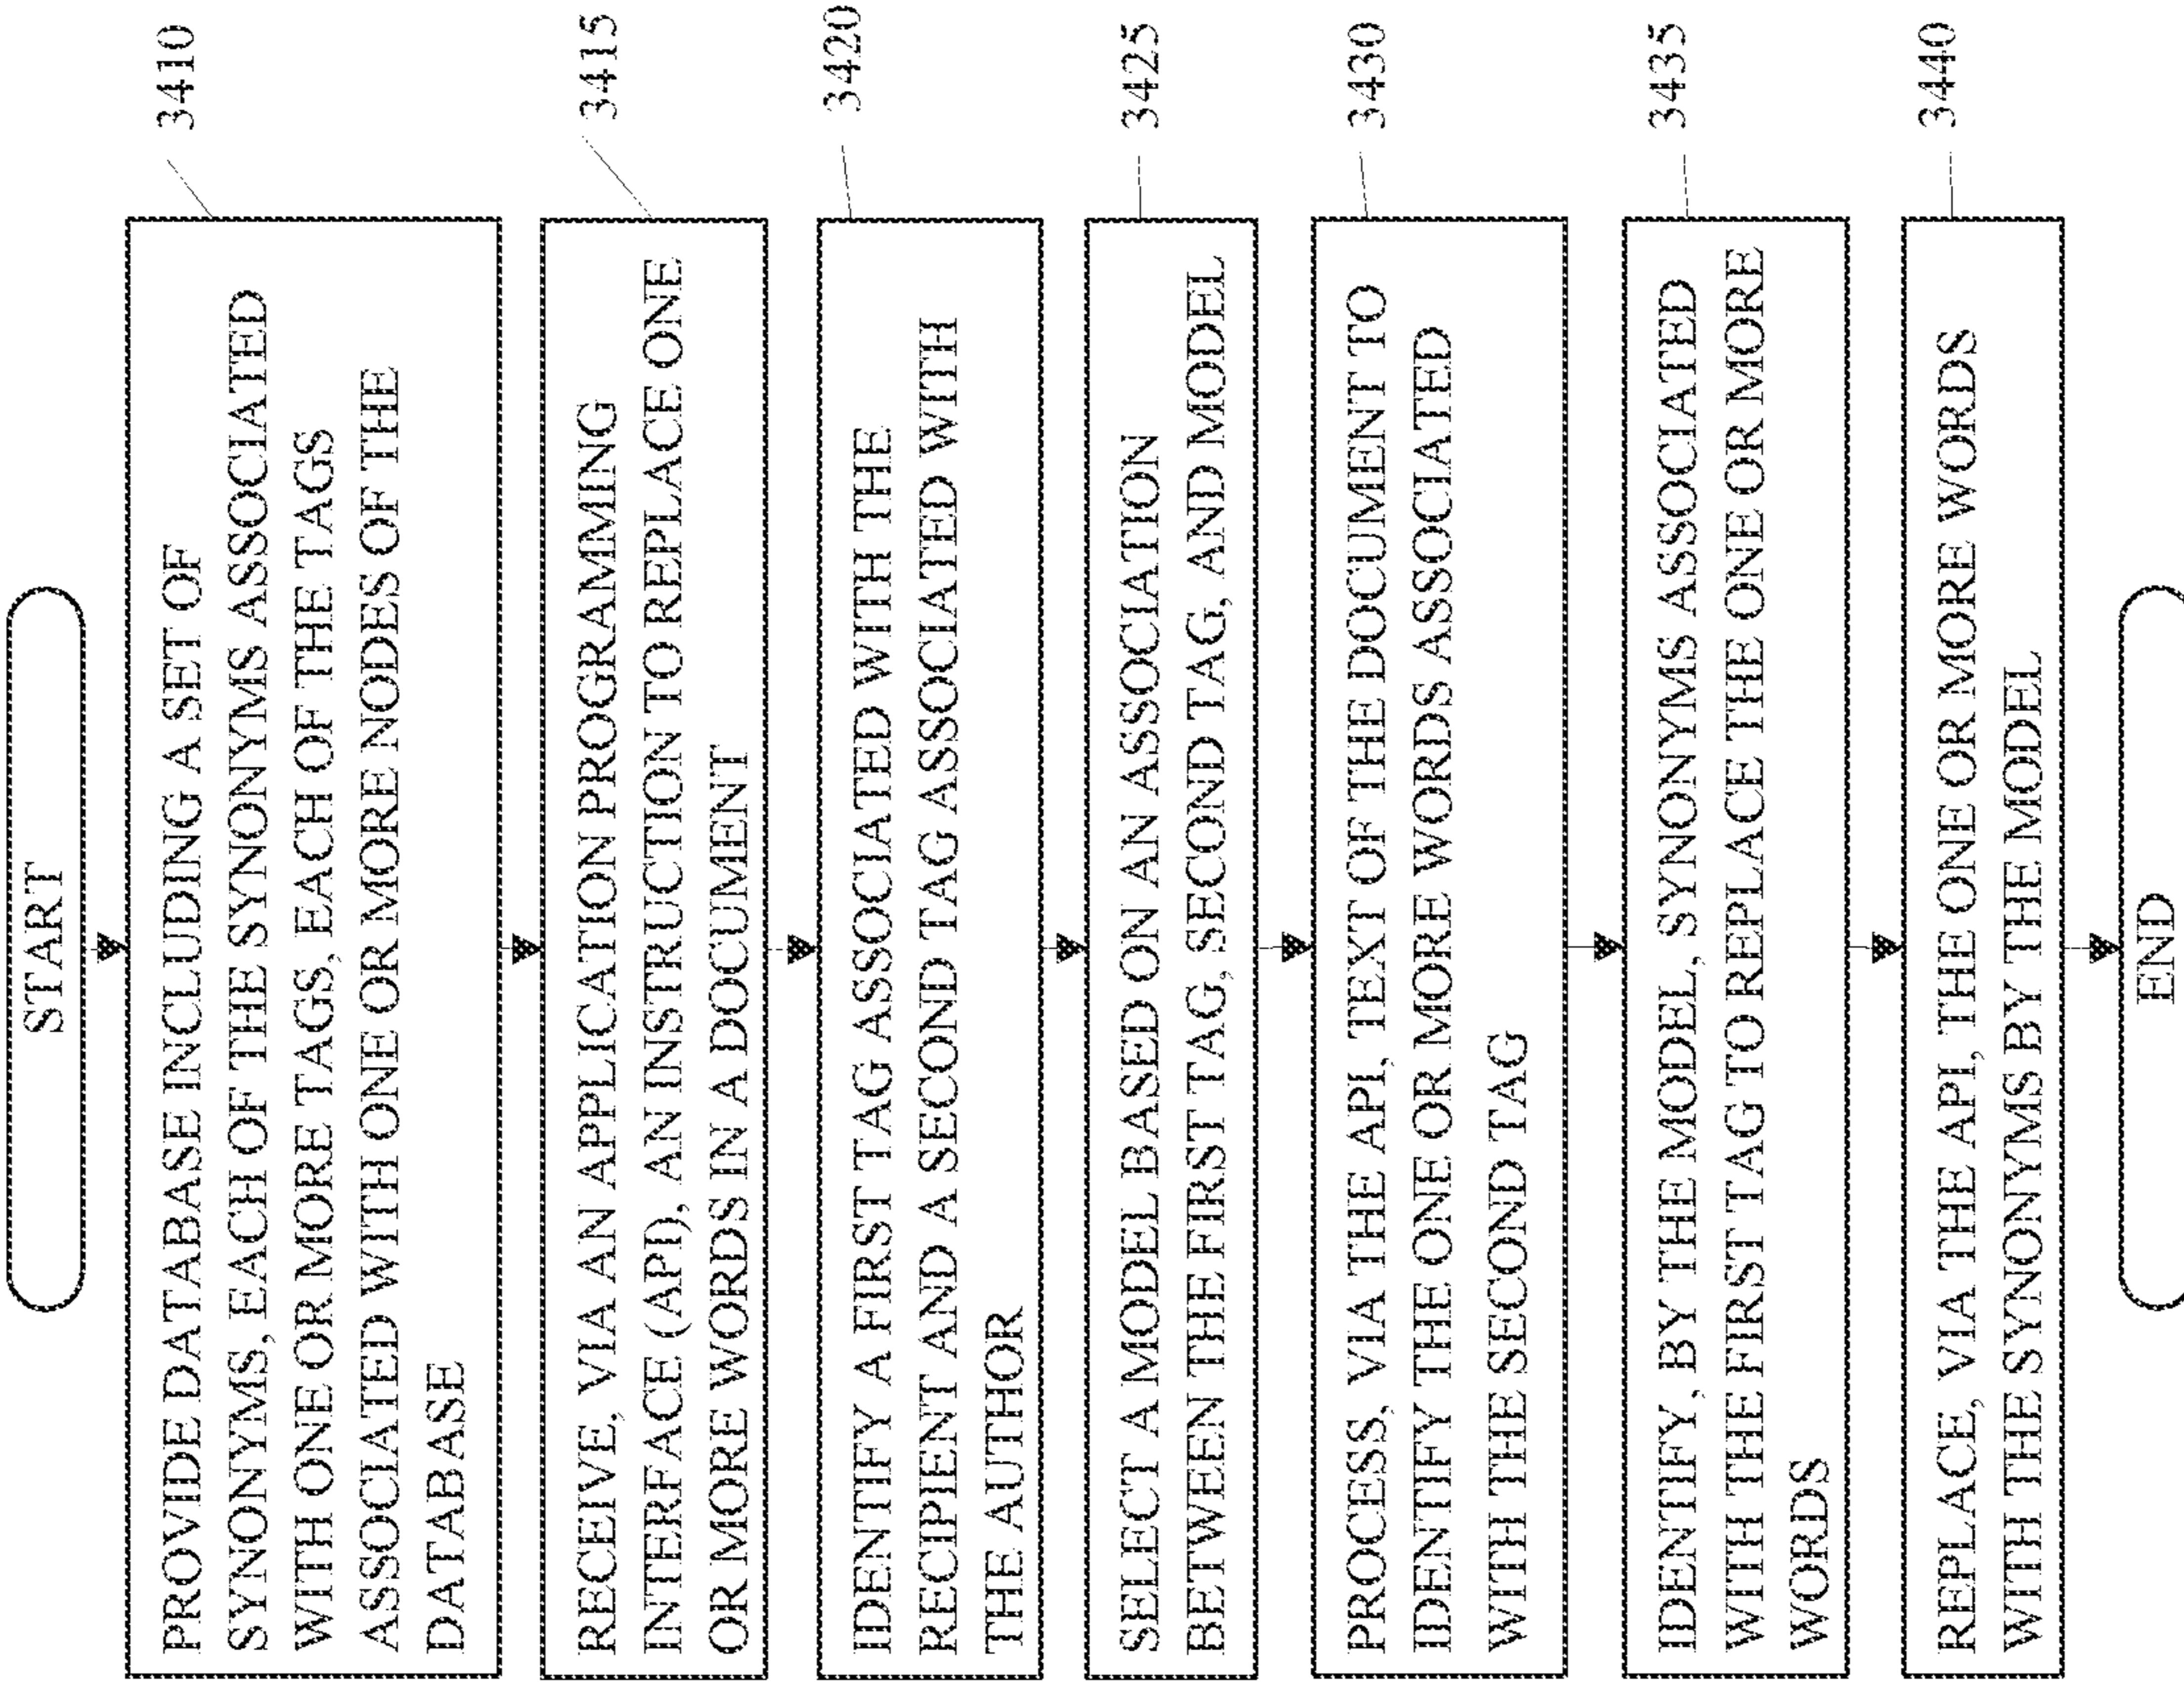 START
PROVIDE DATABASE INCLUDING A SET OF
SYNONYMS, EACH OF THE SYNONYMS ASSOCIATED
WITH ONE OR MORE TAGS, EACH OF THE TAGS
ASSOCIATED WITH ONE OR MORE NODES OF THE
DATABASE
3410
RECEIVE, VIA AN APPLICATION PROGRAMMING
INTERFACE (API), AN INSTRUCTION TO REPLACE ONE
OR MORE WORDS IN A DOCUMENT
3415
IDENTIFY A FIRST TAG ASSOCIATED WITH THE
RECIPIENT AND A SECOND TAG ASSOCIATED WITH
THE AUTHOR
3420
SELECT A MODEL BASED ON AN ASSOCIATION
BETWEEN THE FIRST TAG, SECOND TAG, AND MODEL
3425
PROCESS, VIA THE API, TEXT OF THE DOCUMENT TO
IDENTIFY THE ONE OR MORE WORDS ASSOCIATED
WITH THE SECOND TAG
3430
IDENTIFY, BY THE MODEL, SYNONYMS ASSOCIATED
WITH THE FIRST TAG TO REPLACE THE ONE OR MORE
WORDS
3435
REPLACE, VIA THE API, THE ONE OR MORE WORDS
WITH THE SYNONYMS BY THE MODEL
3440
END